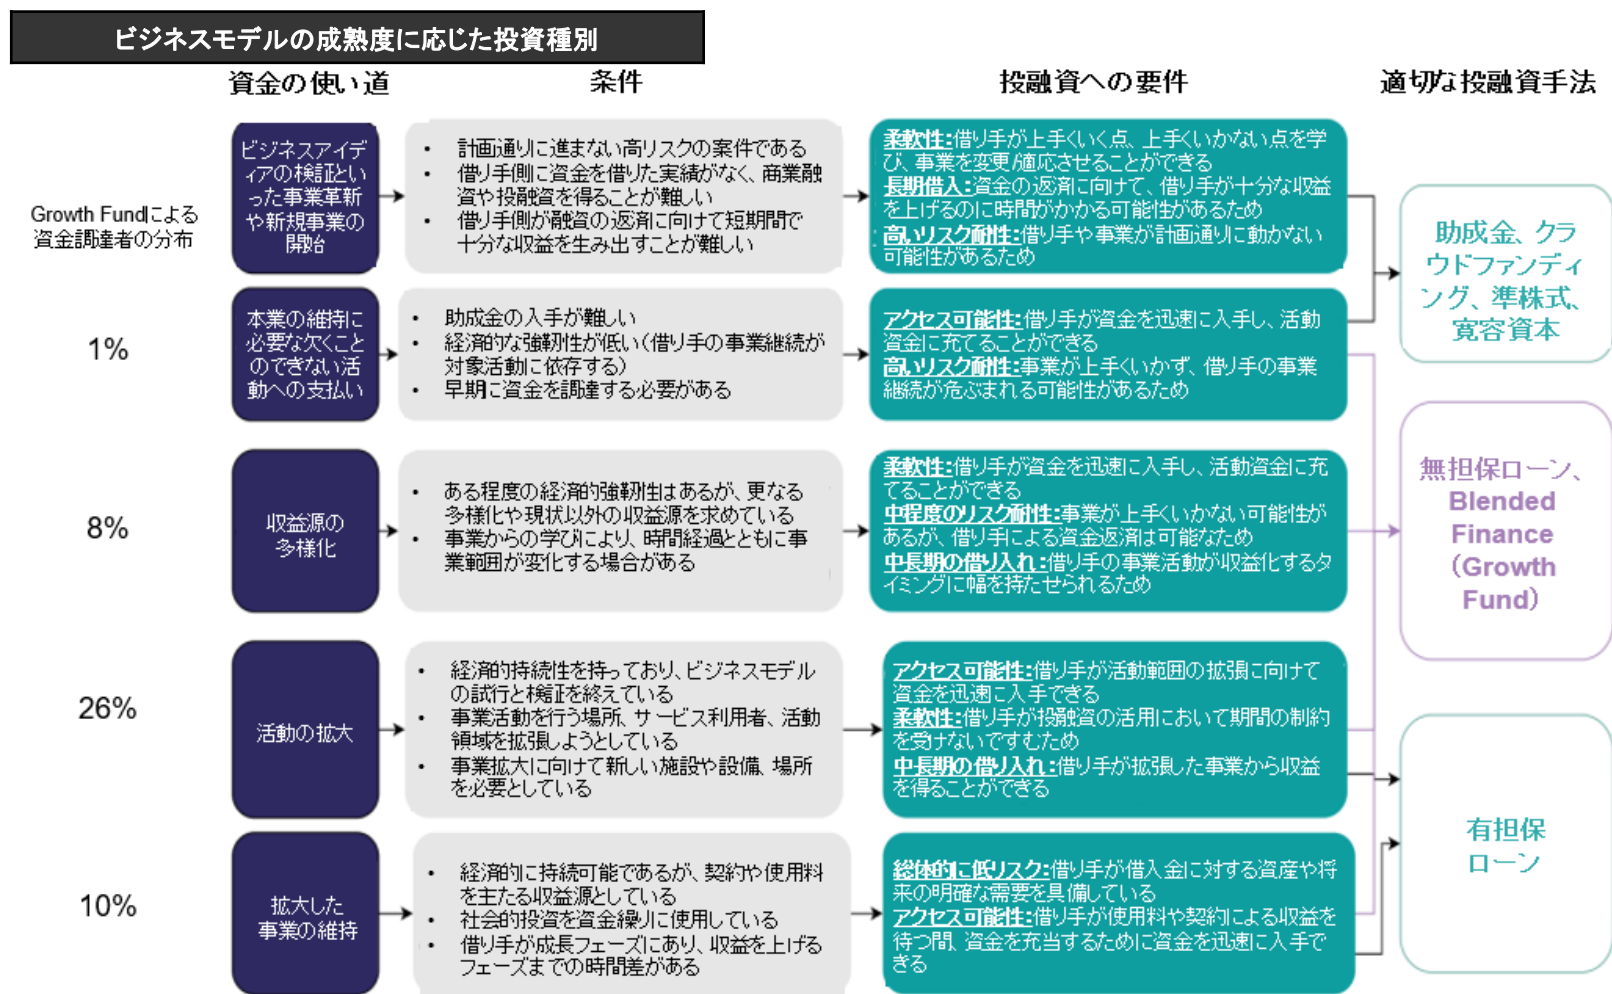 ビジネスモデルの成熟度に応じた投資種別
資金の使い道
条件
投融資への要件
適切な投融資手法
Growth Fundによる
資金調達者の分布
ビジネスアイデ
ィアの検証とい
った事業革新
や新規事業の
開始
• 計画通りに進まない高リスクの案件である
• 借り手側に資金を借りた実績がなく、商業融
資や投融資を得ることが難しい
• 借り手側が融資の返済に向けて短期間で
十分な収益を生み出すことが難しい
柔軟性:借り手が上手くいく点、上手くいかない点を学
び、事業を変更/適応させることができる
長期借入:資金の返済に向けて、借り手が十分な収益
を上げるのに時間がかかる可能性があるため
高いリスク耐性:借り手や事業が計画通りに動かない
可能性があるため
1%
本業の維持に
必要な欠くこと
のできない活
動への支払い
• 助成金の入手が難しい
• 経済的な強靭性が低い(借り手の事業継続が
対象活動に依存する)
• 早期に資金を調達する必要がある
アクセス可能性:借り手が資金を迅速に入手し、活動
資金に充てることができる
高いリスク耐性:事業が上手くいかず、借り手の事業
継続が危ぶまれる可能性があるため
8%
収益源の
多様化
• ある程度の経済的強靭性はあるが、更なる
多様化や現状以外の収益源を求めている
• 事業からの学びにより、時間経過とともに事
業範囲が変化する場合がある
柔軟性:借り手が資金を迅速に入手し、活動資金に充
てることができる
中程度のリスク耐性:事業が上手くいかない可能性が
あるが、借り手による資金返済は可能なため
中長期の借り入れ:借り手の事業活動が収益化するタ
イミングに幅を持たせられるため
26%
活動の拡大
• 経済的持続性を持っており、ビジネスモデル
の試行と検証を終えている
• 事業活動を行う場所、サービス利用者、活動
領域を拡張しようとしている
• 事業拡大に向けて新しい施設や設備、場所
を必要としている
アクセス可能性:借り手が活動範囲の拡張に向けて
資金を迅速に入手できる
柔軟性:借り手が投融資の活用において期間の制約
を受けないですむため
中長期の借り入れ:借り手が拡張した事業から収益
を得ることができる
10%
拡大した
事業の維持
• 経済的に持続可能であるが、契約や使用料
を主たる収益源としている
• 社会的投資を資金繰りに使用している
• 借り手が成長フェーズにあり、収益を上げる
フェーズまでの時間差がある
総体的に低リスク:借り手が借入金に対する資産や将
来の明確な需要を具備している
アクセス可能性:借り手が使用料や契約による収益を
待つ間、資金を充当するために資金を迅速に入手で
きる
助成金、クラ
ウドファンディ
ング、準株式、
寛容資本
無担保ローン、
Blended
Finance
(Growth
Fund)
有担保
ローン